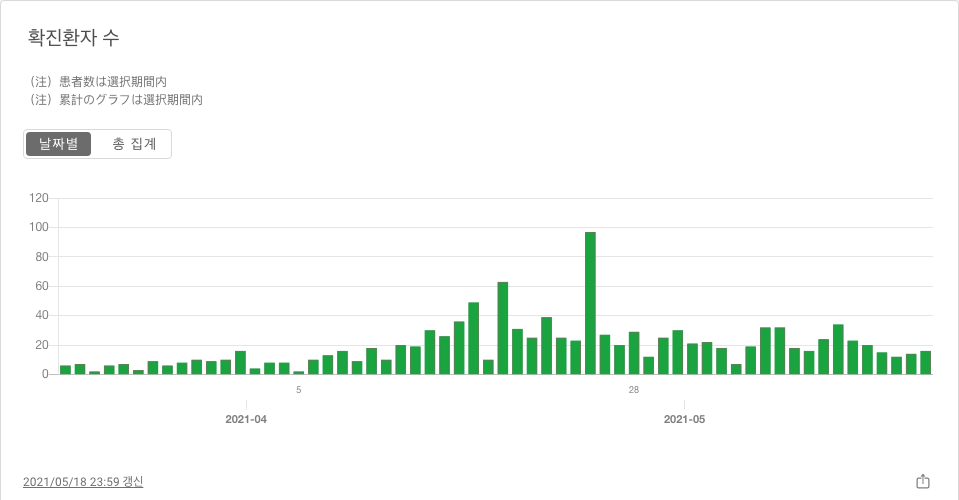 확진환자 수
（注）患者数は選択期間内
（注）累計のグラフは選択期間内
날짜별 총 집계
120
100
80
60
40
20
0
5 28
2021-04 2021-05
2021/05/18 23:59 갱신